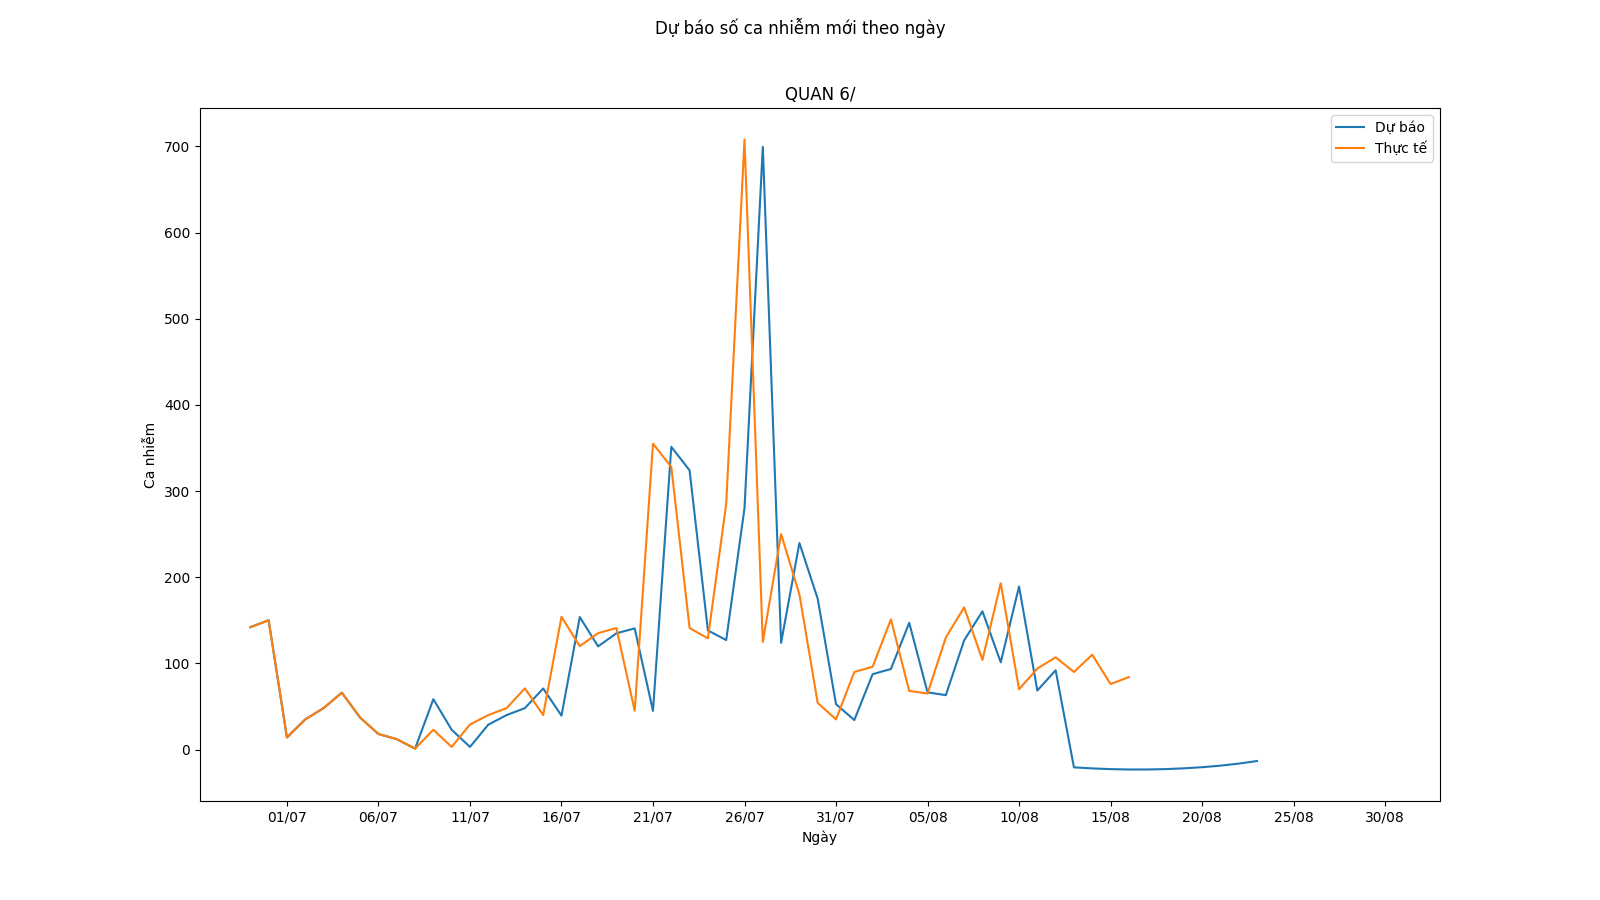 Dự báo số ca nhiễm mới theo ngày
QUAN 6/
Dự báo
Thực tế
700
600
500
400
300
200
100
0
Ca nhiễm
01/07 06/07 11/07 16/07 21/07 26/07 31/07 05/08 10/08 15/08 20/08 25/08 30/08
Ngày